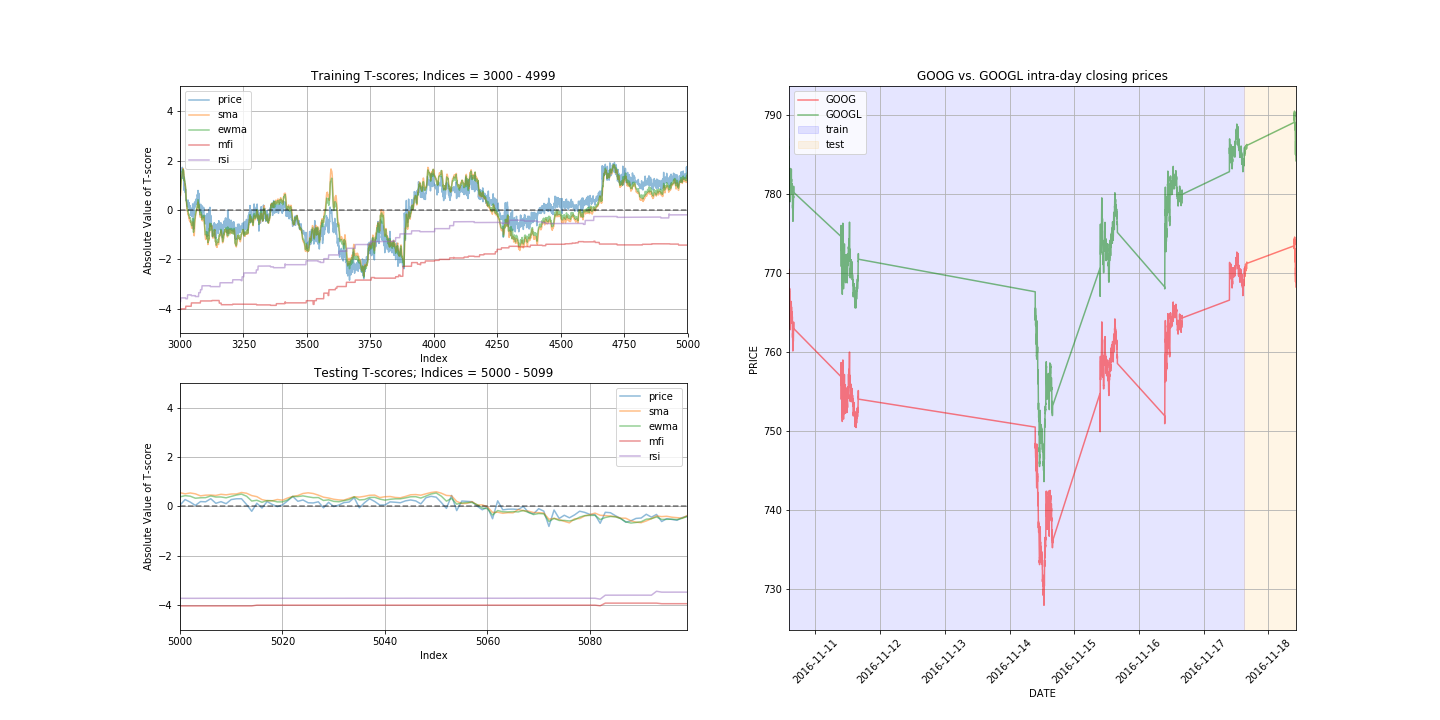 Training T-scores; Indices = 3000 - 4999
Absolute Value of T-score
4
2
0
−2
−4
price
sma
ewma
mfi
rsi
3000 3250 3500 3750 4000 4250 4500 4750 5000
Index
Testing T-scores; Indices = 5000 - 5099
Absolute Value of T-score
4
2
0
−2
−4
price
sma
ewma
mfi
rsi
5000 5020 5040 5060 5080
Index
GOOG vs. GOOGL intra-day closing prices
PRICE
790
780
770
760
750
740
730
GOOG
GOOGL
train
test
2016-11-11 2016-11-12 2016-11-13 2016-11-14 2016-11-15 2016-11-16 2016-11-17 2016-11-18
DATE